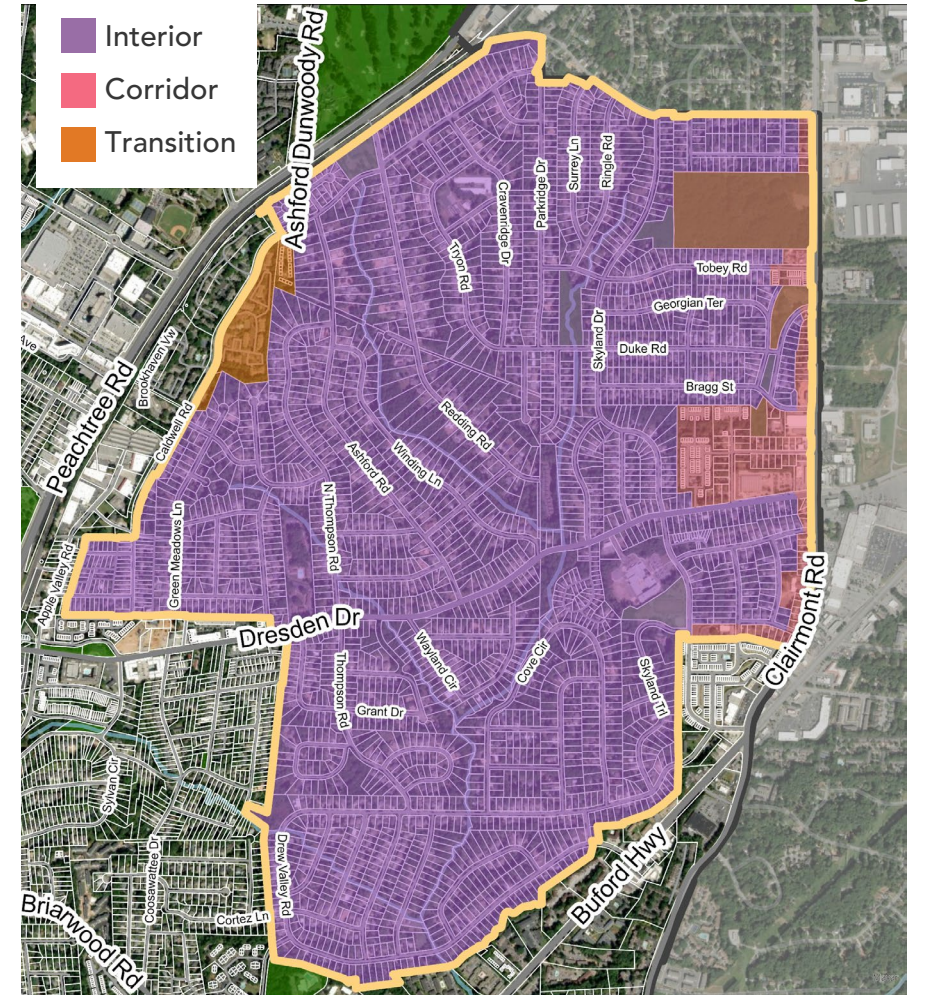 Interior
Corridor
Transition
Ashford Dunwoody Rd
Peachtree Rd
Brookhaven Vw
Caldwell Rd
Ave
Apple Valley Rd
Green Meadows Ln
N Thompson Rd
Ashford Rd
Winding Ln
Redding Rd
Tryon Rd
Cravenridge Dr
Parkridge Dr
Surrey Ln
Ringle Rd
Tobey Rd
Georgian Ter
Skyland Dr
Duke Rd
Bragg St
Dresden Dr
Clairmont Rd
Thompson Rd
Grant Dr
Wayland Cir
Cove Cir
Skyland Trl
Sylvan Cir
Coosawattee Dr
Drew Valley Rd
Cortez Ln
Briarwood Rd
Buford Hwy